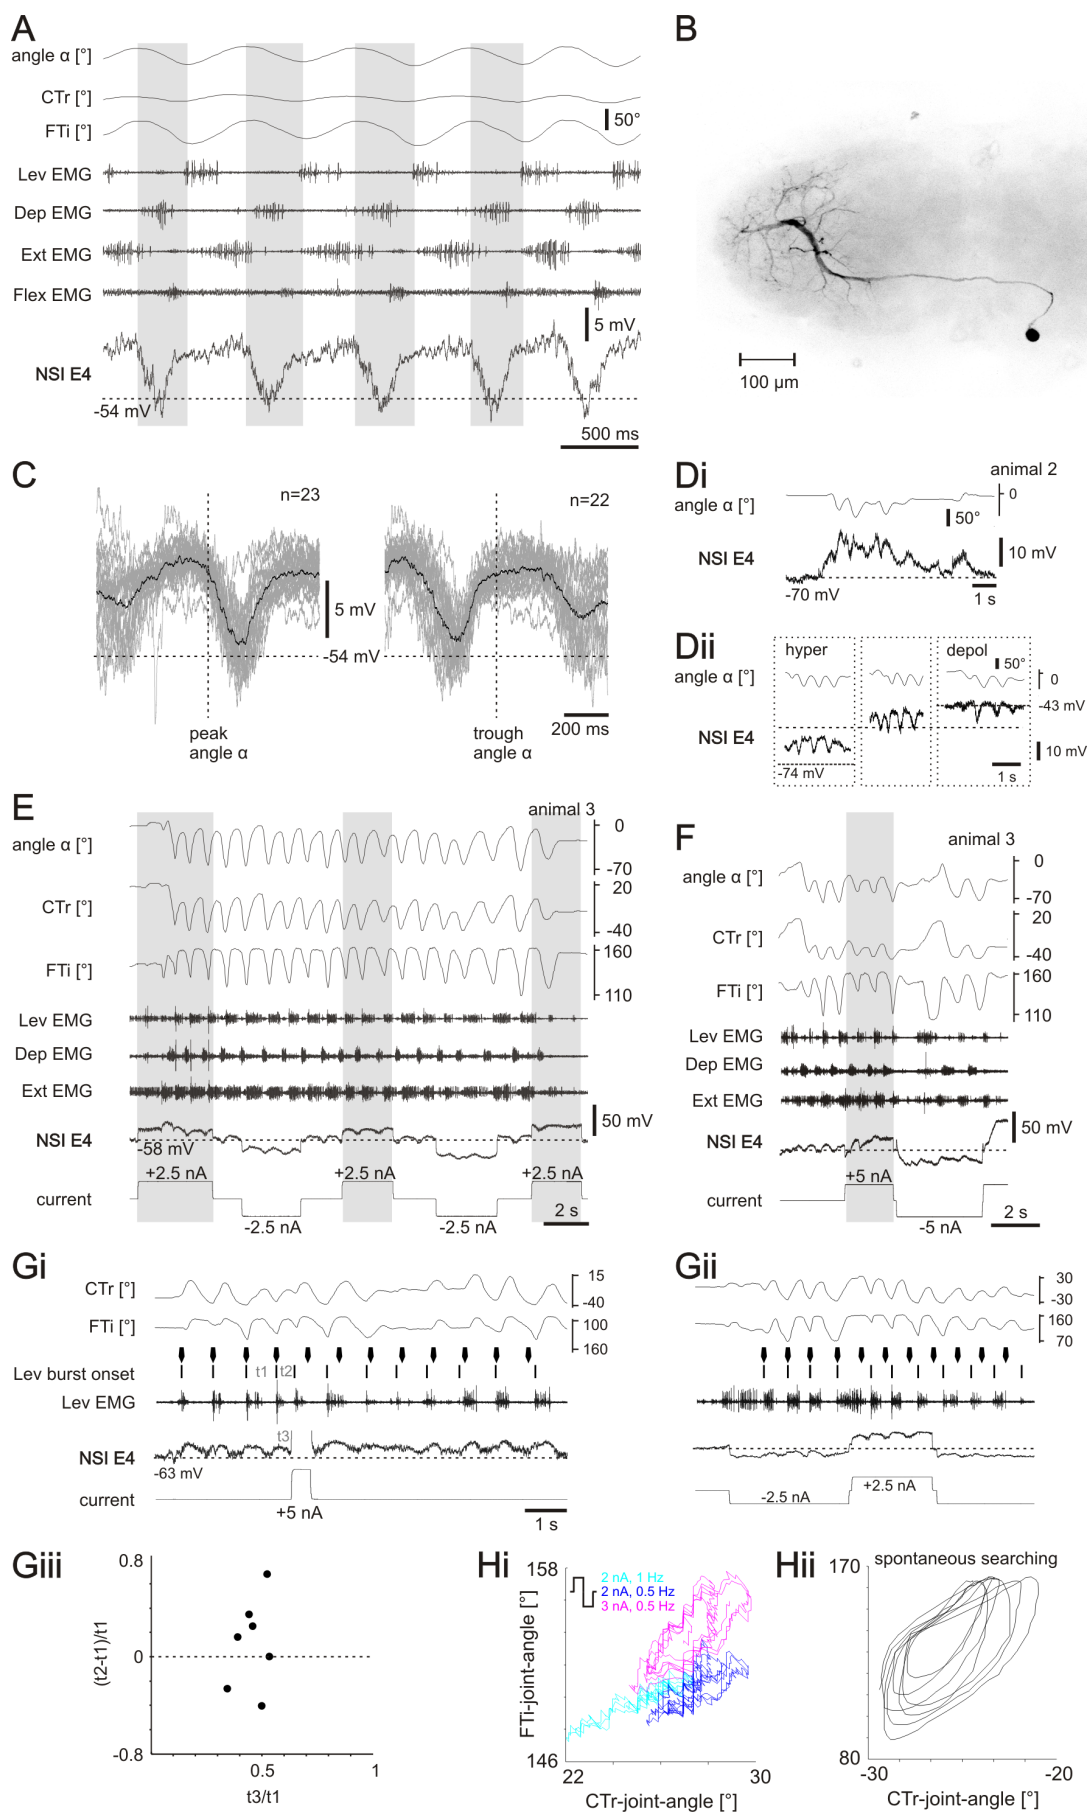 A
angle α [°]
CTr [°]
50°
FTi [°]
Lev EMG
Dep EMG
Ext EMG
Flex EMG
5 mV
NSI E4
-54 mV
500 ms
B
100 µm
C
n=23
n=22
5 mV
-54 mV
peak
angle α
trough
angle α
200 ms
Di
animal 2
angle α [°]
0
50°
NSI E4
10 mV
-70 mV
1 s
Dii
hyper
depol
50°
angle α [°]
0
-43 mV
NSI E4
10 mV
-74 mV
1 s
E
animal 3
angle α [°]
0
-70
CTr [°]
20
-40
FTi [°]
160
110
Lev EMG
Dep EMG
Ext EMG
NSI E4
50 mV
-58 mV
+2.5 nA
+2.5 nA
+2.5 nA
current
-2.5 nA
-2.5 nA
2 s
F
animal 3
angle α [°]
0
-70
CTr [°]
20
-40
FTi [°]
160
110
Lev EMG
Dep EMG
Ext EMG
NSI E4
50 mV
+5 nA
current
-5 nA
2 s
Gi
CTr [°]
15
-40
FTi [°]
100
160
Lev burst onset
t1
t2
Lev EMG
t3
NSI E4
-63 mV
current
+5 nA
1 s
Gii
30
-30
160
70
-2.5 nA
+2.5 nA
Giii
0.8
(t2-t1)/t1
0
-0.8
0.5
1
t3/t1
Hi
158
2 nA, 1 Hz
2 nA, 0.5 Hz
3 nA, 0.5 Hz
FTi-joint-angle [°]
146
22
30
CTr-joint-angle [°]
Hii
spontaneous searching
170
80
-30
-20
CTr-joint-angle [°]